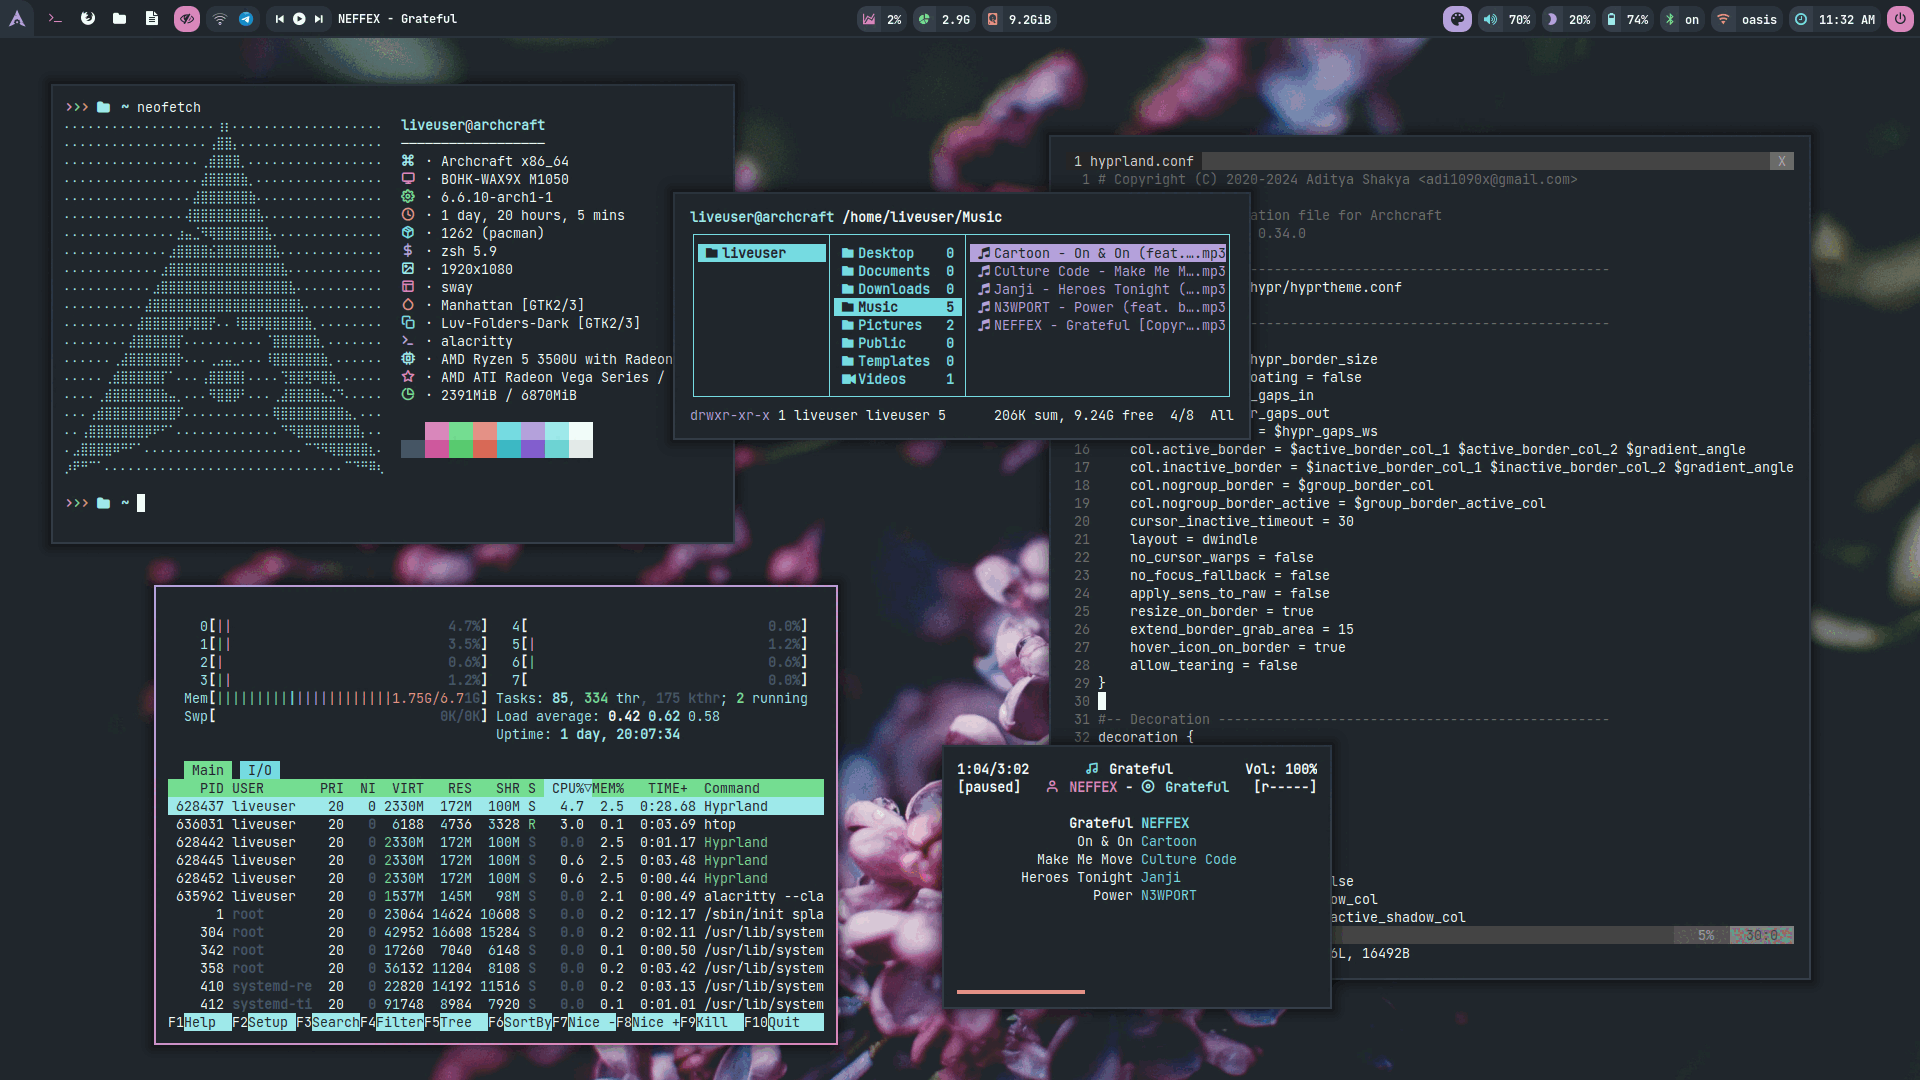 NEFFEX - Grateful
2%
2.9G
9.2GiB
70%
20%
74%
on
oasis
11:32 AM
>>> ~ neofetch
liveuser@archcraft
· Archcraft x86_64
· BOHK-WAX9X M1050
· 6.6.10-arch1-1
· 1 day, 20 hours, 5 mins
· 1262 (pacman)
· zsh 5.9
· 1920x1080
· sway
· Manhattan [GTK2/3]
· Luv-Folders-Dark [GTK2/3]
· alacritty
· AMD Ryzen 5 3500U with Radeon
· AMD ATI Radeon Vega Series /
· 2391MiB / 6870MiB
>>> ~
liveuser@archcraft /home/liveuser/Music
liveuser
Desktop 0
Documents 0
Downloads 0
Music 5
Pictures 2
Public 0
Templates 0
Videos 1
Cartoon - On & On (feat.….mp3
Culture Code - Make Me M….mp3
Janji - Heroes Tonight (….mp3
N3WPORT - Power (feat. b….mp3
NEFFEX - Grateful [Copyr….mp3
drwxr-xr-x 1 liveuser liveuser 5 206K sum, 9.24G free 4/8 All
1 hyprland.conf X
1 # Copyright (C) 2020-2024 Aditya Shakya <adi1090x@gmail.com>
ation file for Archcraft
0.34.0
---------------------------------------------
hypr/hyprtheme.conf
---------------------------------------------
hypr_border_size
oating = false
_gaps_in
r_gaps_out
= $hypr_gaps_ws
16 col.active_border = $active_border_col_1 $active_border_col_2 $gradient_angle
17 col.inactive_border = $inactive_border_col_1 $inactive_border_col_2 $gradient_angle
18 col.nogroup_border = $group_border_col
19 col.nogroup_border_active = $group_border_active_col
20 cursor_inactive_timeout = 30
21 layout = dwindle
22 no_cursor_warps = false
23 no_focus_fallback = false
24 apply_sens_to_raw = false
25 resize_on_border = true
26 extend_border_grab_area = 15
27 hover_icon_on_border = true
28 allow_tearing = false
29 }
30
31 #-- Decoration -------------------------------------------------
32 decoration {
lse
ow_col
active_shadow_col
5% 30:0
6L, 16492B
0[|| 4.7%] 4[ 0.0%]
1[|| 3.5%] 5[| 1.2%]
2[| 0.6%] 6[| 0.6%]
3[|| 1.2%] 7[ 0.0%]
Mem[||||||||||||||||||||||1.75G/6.71G] Tasks: 85, 334 thr, 175 kthr; 2 running
Swp[ 0K/0K] Load average: 0.42 0.62 0.58
Uptime: 1 day, 20:07:34
Main I/O
PID USER PRI NI VIRT RES SHR S CPU%▽MEM% TIME+ Command
628437 liveuser 20 0 2330M 172M 100M S 4.7 2.5 0:28.68 Hyprland
636031 liveuser 20 0 6188 4736 3328 R 3.0 0.1 0:03.69 htop
628442 liveuser 20 0 2330M 172M 100M S 0.0 2.5 0:01.17 Hyprland
628445 liveuser 20 0 2330M 172M 100M S 0.6 2.5 0:03.48 Hyprland
628452 liveuser 20 0 2330M 172M 100M S 0.6 2.5 0:00.44 Hyprland
635962 liveuser 20 0 1537M 145M 98M S 0.0 2.1 0:00.49 alacritty --cla
1 root 20 0 23064 14624 10608 S 0.0 0.2 0:12.17 /sbin/init spla
304 root 20 0 42952 16608 15284 S 0.0 0.2 0:02.11 /usr/lib/system
342 root 20 0 17260 7040 6148 S 0.0 0.1 0:00.50 /usr/lib/system
358 root 20 0 36132 11204 8108 S 0.0 0.2 0:03.42 /usr/lib/system
410 systemd-re 20 0 22820 14192 11516 S 0.0 0.2 0:03.13 /usr/lib/system
412 systemd-ti 20 0 91748 8984 7920 S 0.0 0.1 0:01.01 /usr/lib/system
F1Help F2Setup F3SearchF4FilterF5Tree F6SortByF7Nice -F8Nice +F9Kill F10Quit
1:04/3:02 Grateful Vol: 100%
[paused] NEFFEX - Grateful [r-----]
Grateful NEFFEX
On & On Cartoon
Make Me Move Culture Code
Heroes Tonight Janji
Power N3WPORT